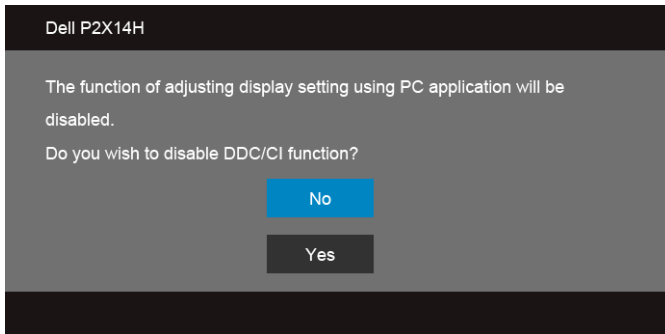 Dell P2X14H
The function of adjusting display setting using PC application will be
disabled.
Do you wish to disable DDC/CI function?
No
Yes